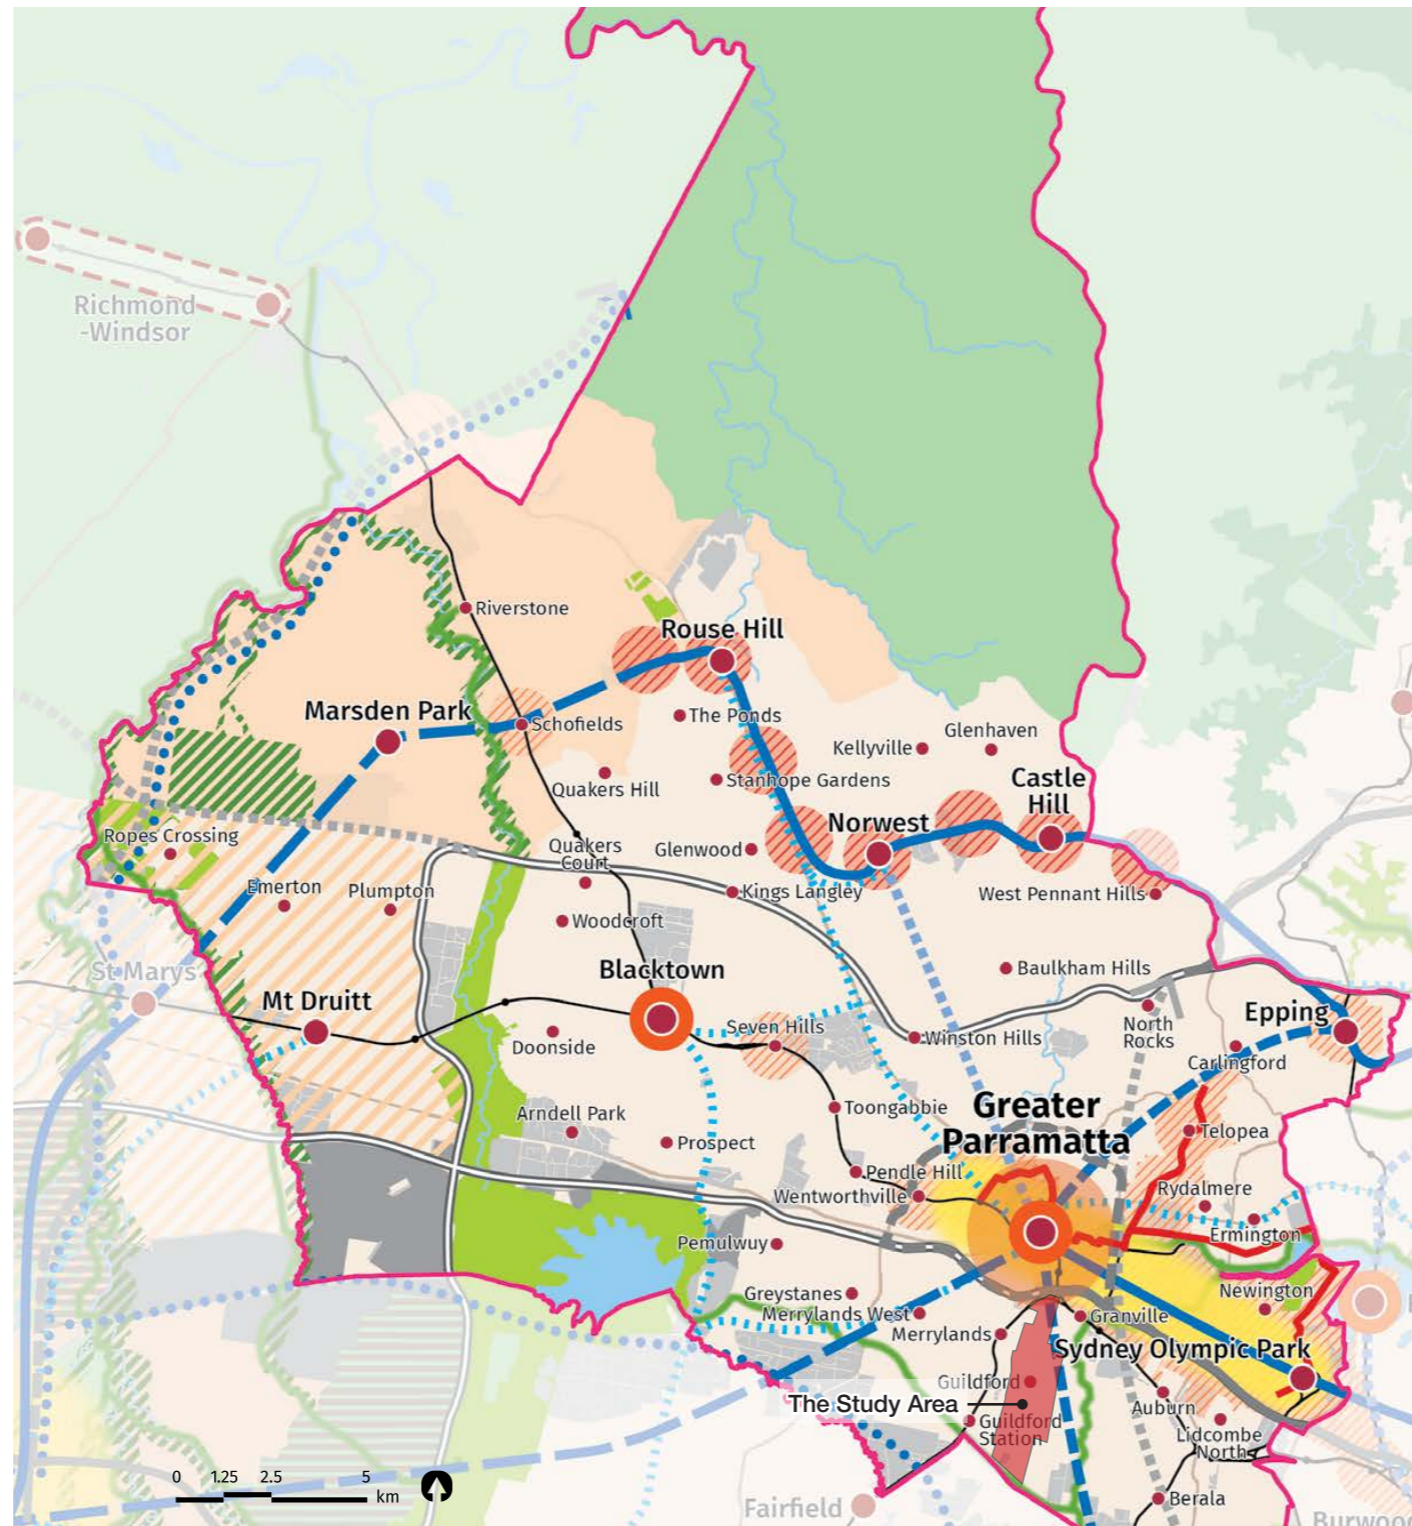 Richmond
-Windsor
Riverstone
Rouse Hill
Marsden Park
Schofields
The Ponds
Glenhaven
Kellyville
Quakers Hill
Stanhope Gardens
Castle
Hill
Norwest
Ropes Crossing
Quakers
Court
Glenwood
Emerton
Plumpton
Kings Langley
West Pennant Hills
Woodcroft
St Marys
Blacktown
Baulkham Hills
Mt Druitt
Seven Hills
North
Rocks
Epping
Doonside
Winston Hills
Carlingford
Arndell Park
Toongabbie
Greater
Parramatta
Telopea
Prospect
Pendle Hill
Wentworthville
Rydalmere
Ermington
Pemulwuy
Greystanes
Merrylands West
Newington
Merrylands
Granville
Sydney Olympic Park
Guildford
The Study Area
Guildford
Station
Auburn
Lidcombe
North
0 1.25 2.5 5
km
Fairfield
Berala
Burwood